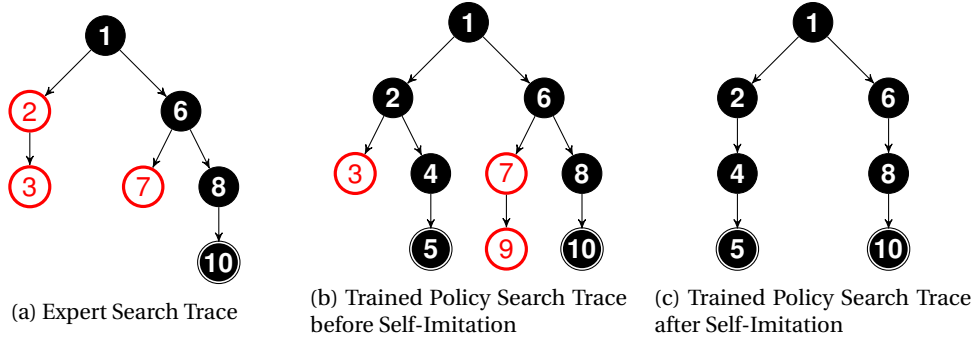 1
2 6
3 7 8
10
(a) Expert Search Trace
1
2 6
3 4 7 8
5 9 10
(b) Trained Policy Search Trace
before Self-Imitation
1
2 6
4 8
5 10
(c) Trained Policy Search Trace
after Self-Imitation